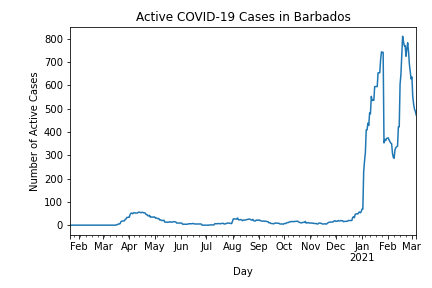 Active COVID-19 Cases in Barbados
800
700
600
500
400
300
200
100
0
Number of Active Cases
Feb Mar Apr May Jun Jul Aug Sep Oct Nov Dec Jan Feb Mar
2021
Day